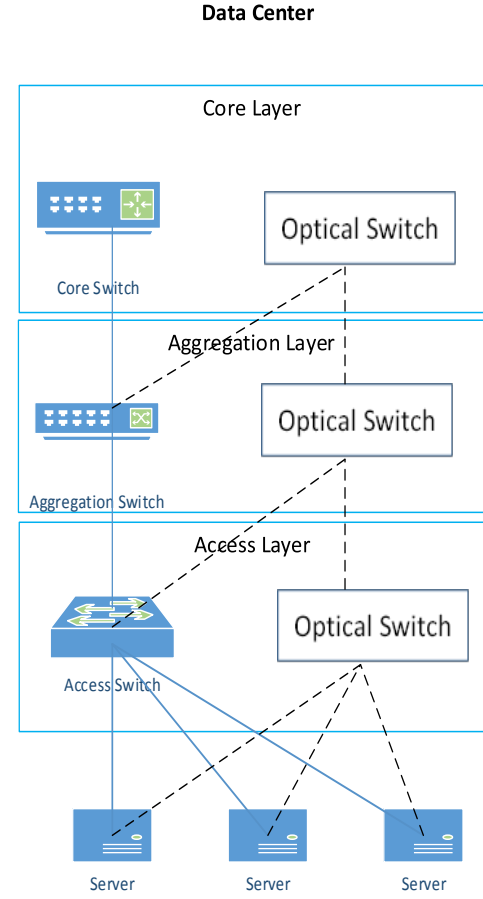 Data Center
Core Layer
Optical Switch
Core Switch
Aggregation Layer
Optical Switch
Aggregation Switch
Access Layer
Optical Switch
Access Switch
Server
Server
Server